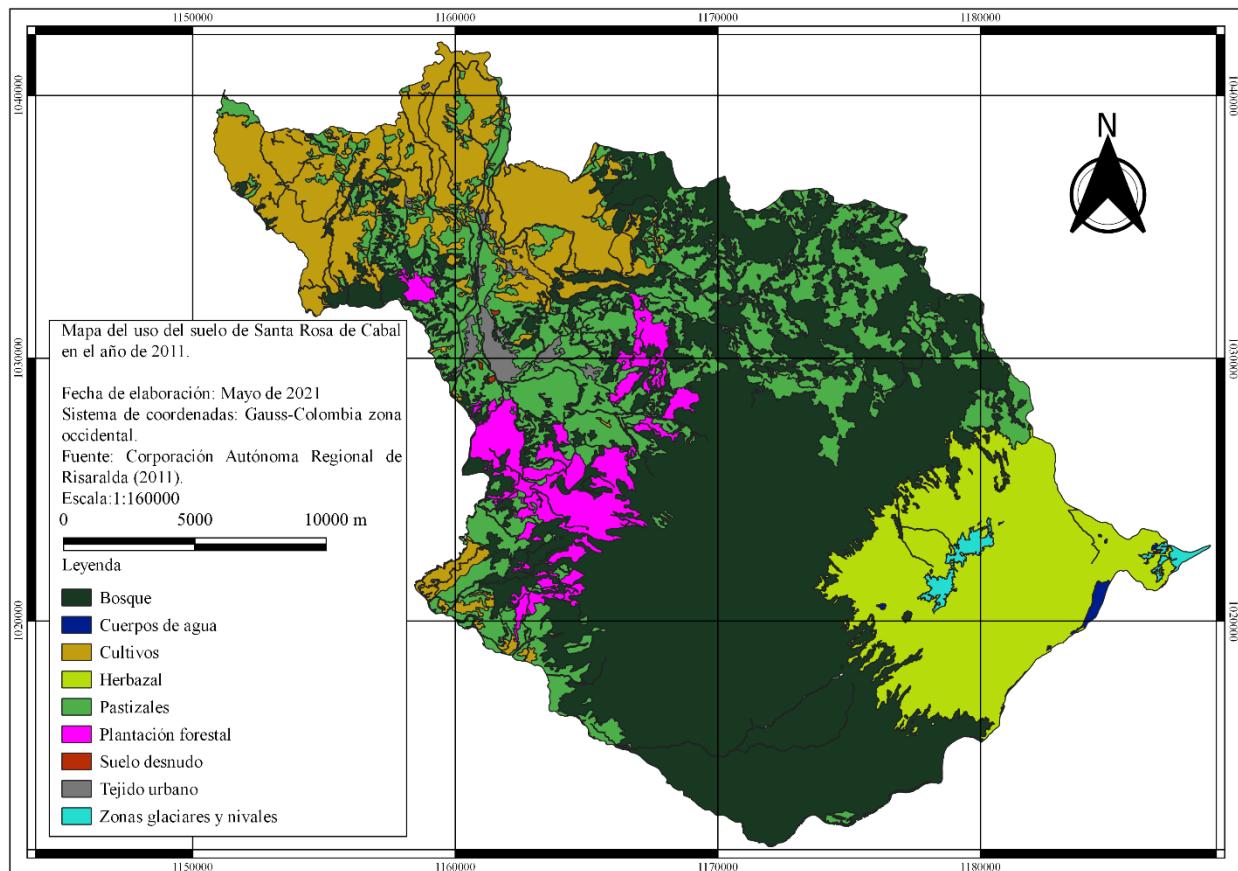 1150000 1160000 1170000 1180000
1040000 1040000
N
Mapa del uso del suelo de Santa Rosa de Cabal
en el año de 2011.
1030000 1030000
Fecha de elaboración: Mayo de 2021
Sistema de coordenadas: Gauss-Colombia zona
occidental.
Fuente: Corporación Autónoma Regional de
Risaralda (2011).
Escala:1:160000
0 5000 10000 m
Leyenda
Bosque
Cuerpos de agua
1020000 1020000
Cultivos
Herbazal
Pastizales
Plantación forestal
Suelo desnudo
Tejido urbano
Zonas glaciares y nivales
1150000 1160000 1170000 1180000